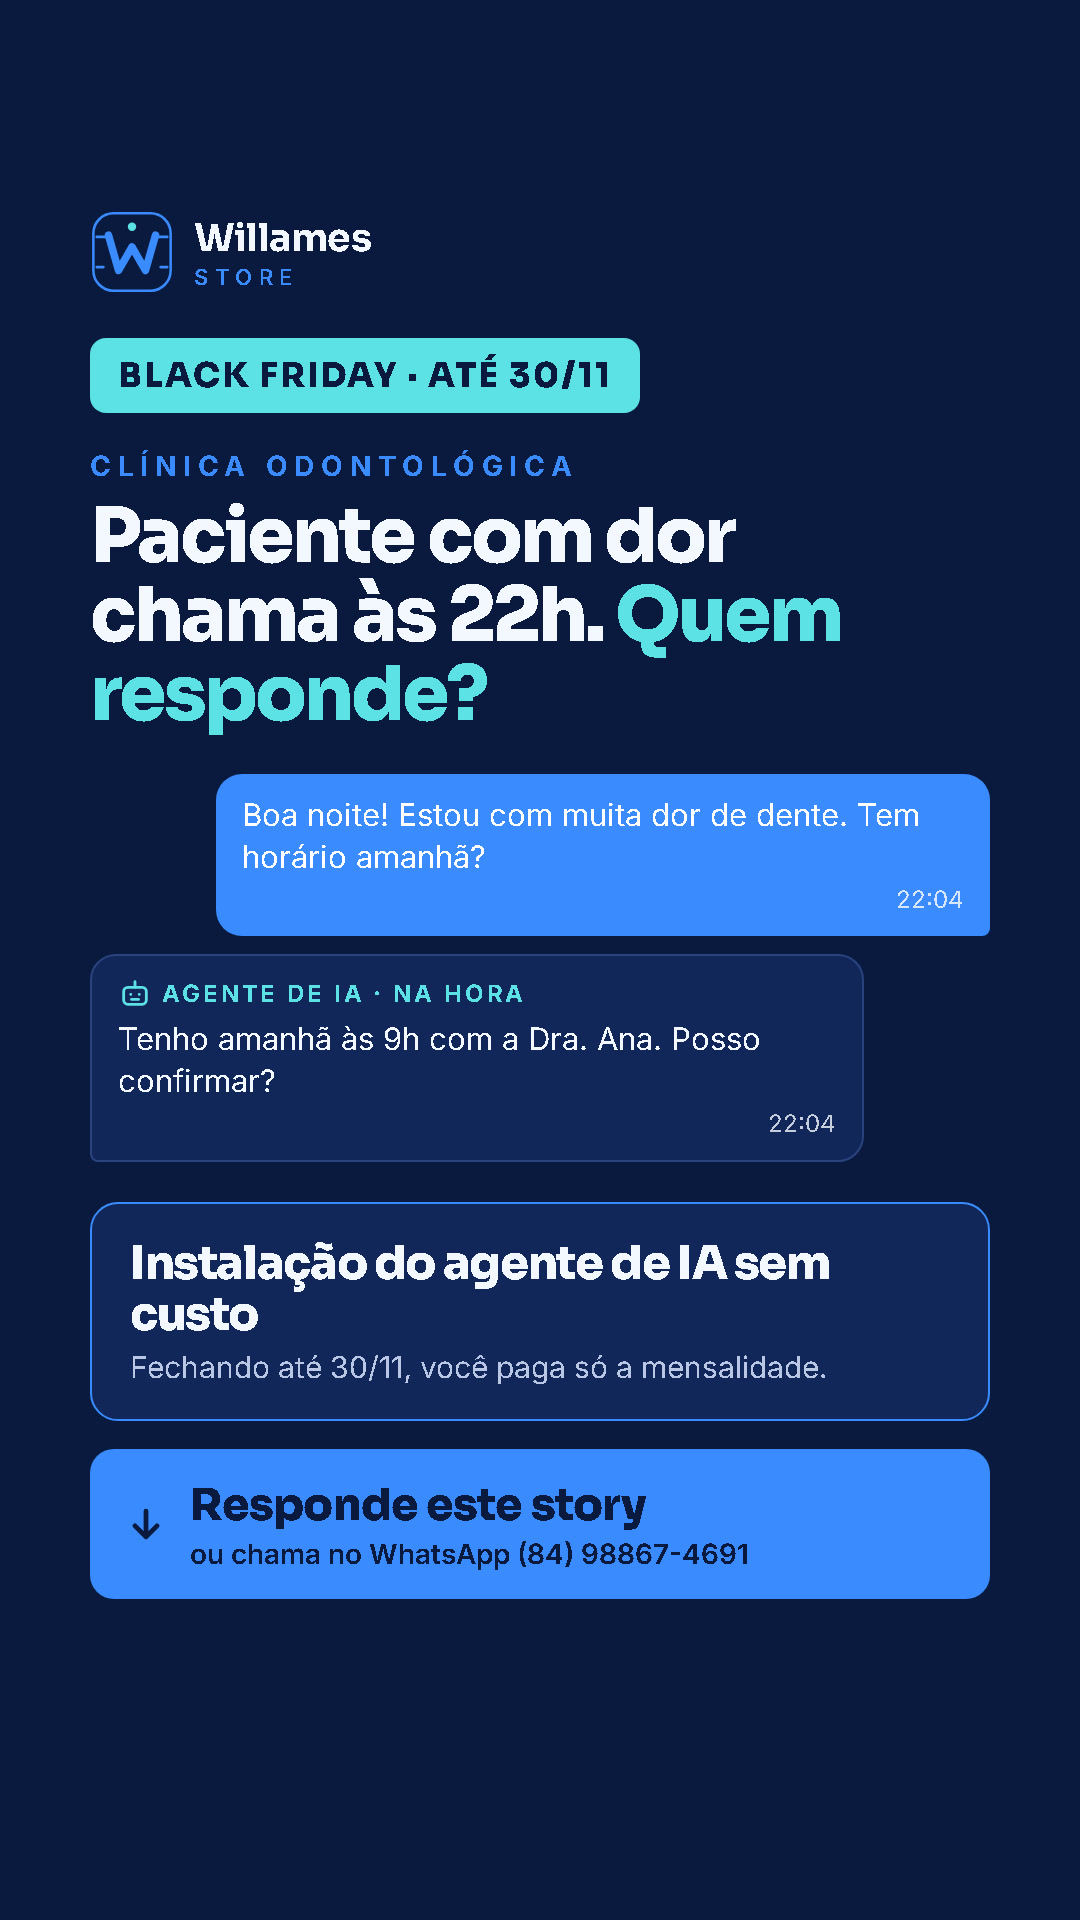 W
Willames
STORE
BLACK FRIDAY · ATÉ 30/11
CLÍNICA ODONTOLÓGICA
Paciente com dor
chama às 22h. Quem
responde?
Boa noite! Estou com muita dor de dente. Tem
horário amanhã?
22:04
AGENTE DE IA · NA HORA
Tenho amanhã às 9h com a Dra. Ana. Posso
confirmar?
22:04
Instalação do agente de IA sem
custo
Fechando até 30/11, você paga só a mensalidade.
Responde este story
ou chama no WhatsApp (84) 98867-4691